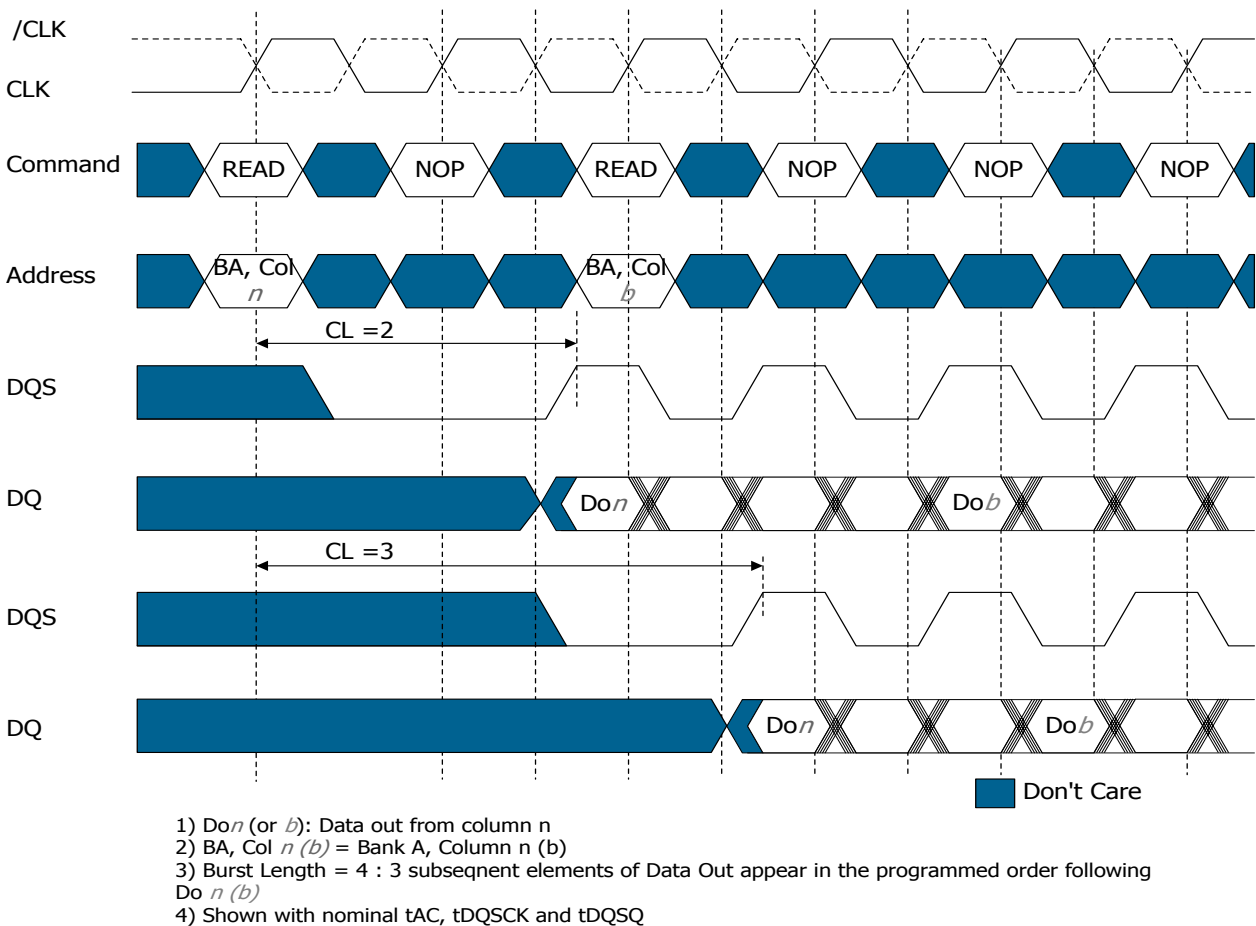 /CLK
CLK
Command READ NOP READ NOP NOP NOP
Address BA, Col n BA, Col b
CL =2
DQS
DQ Don Dob
CL =3
DQS
DQ Don Dob
Don't Care
1) Don (or b): Data out from column n
2) BA, Col n (b) = Bank A, Column n (b)
3) Burst Length = 4 : 3 subseqnent elements of Data Out appear in the programmed order following
Do n (b)
4) Shown with nominal tAC, tDQSCK and tDQSQ